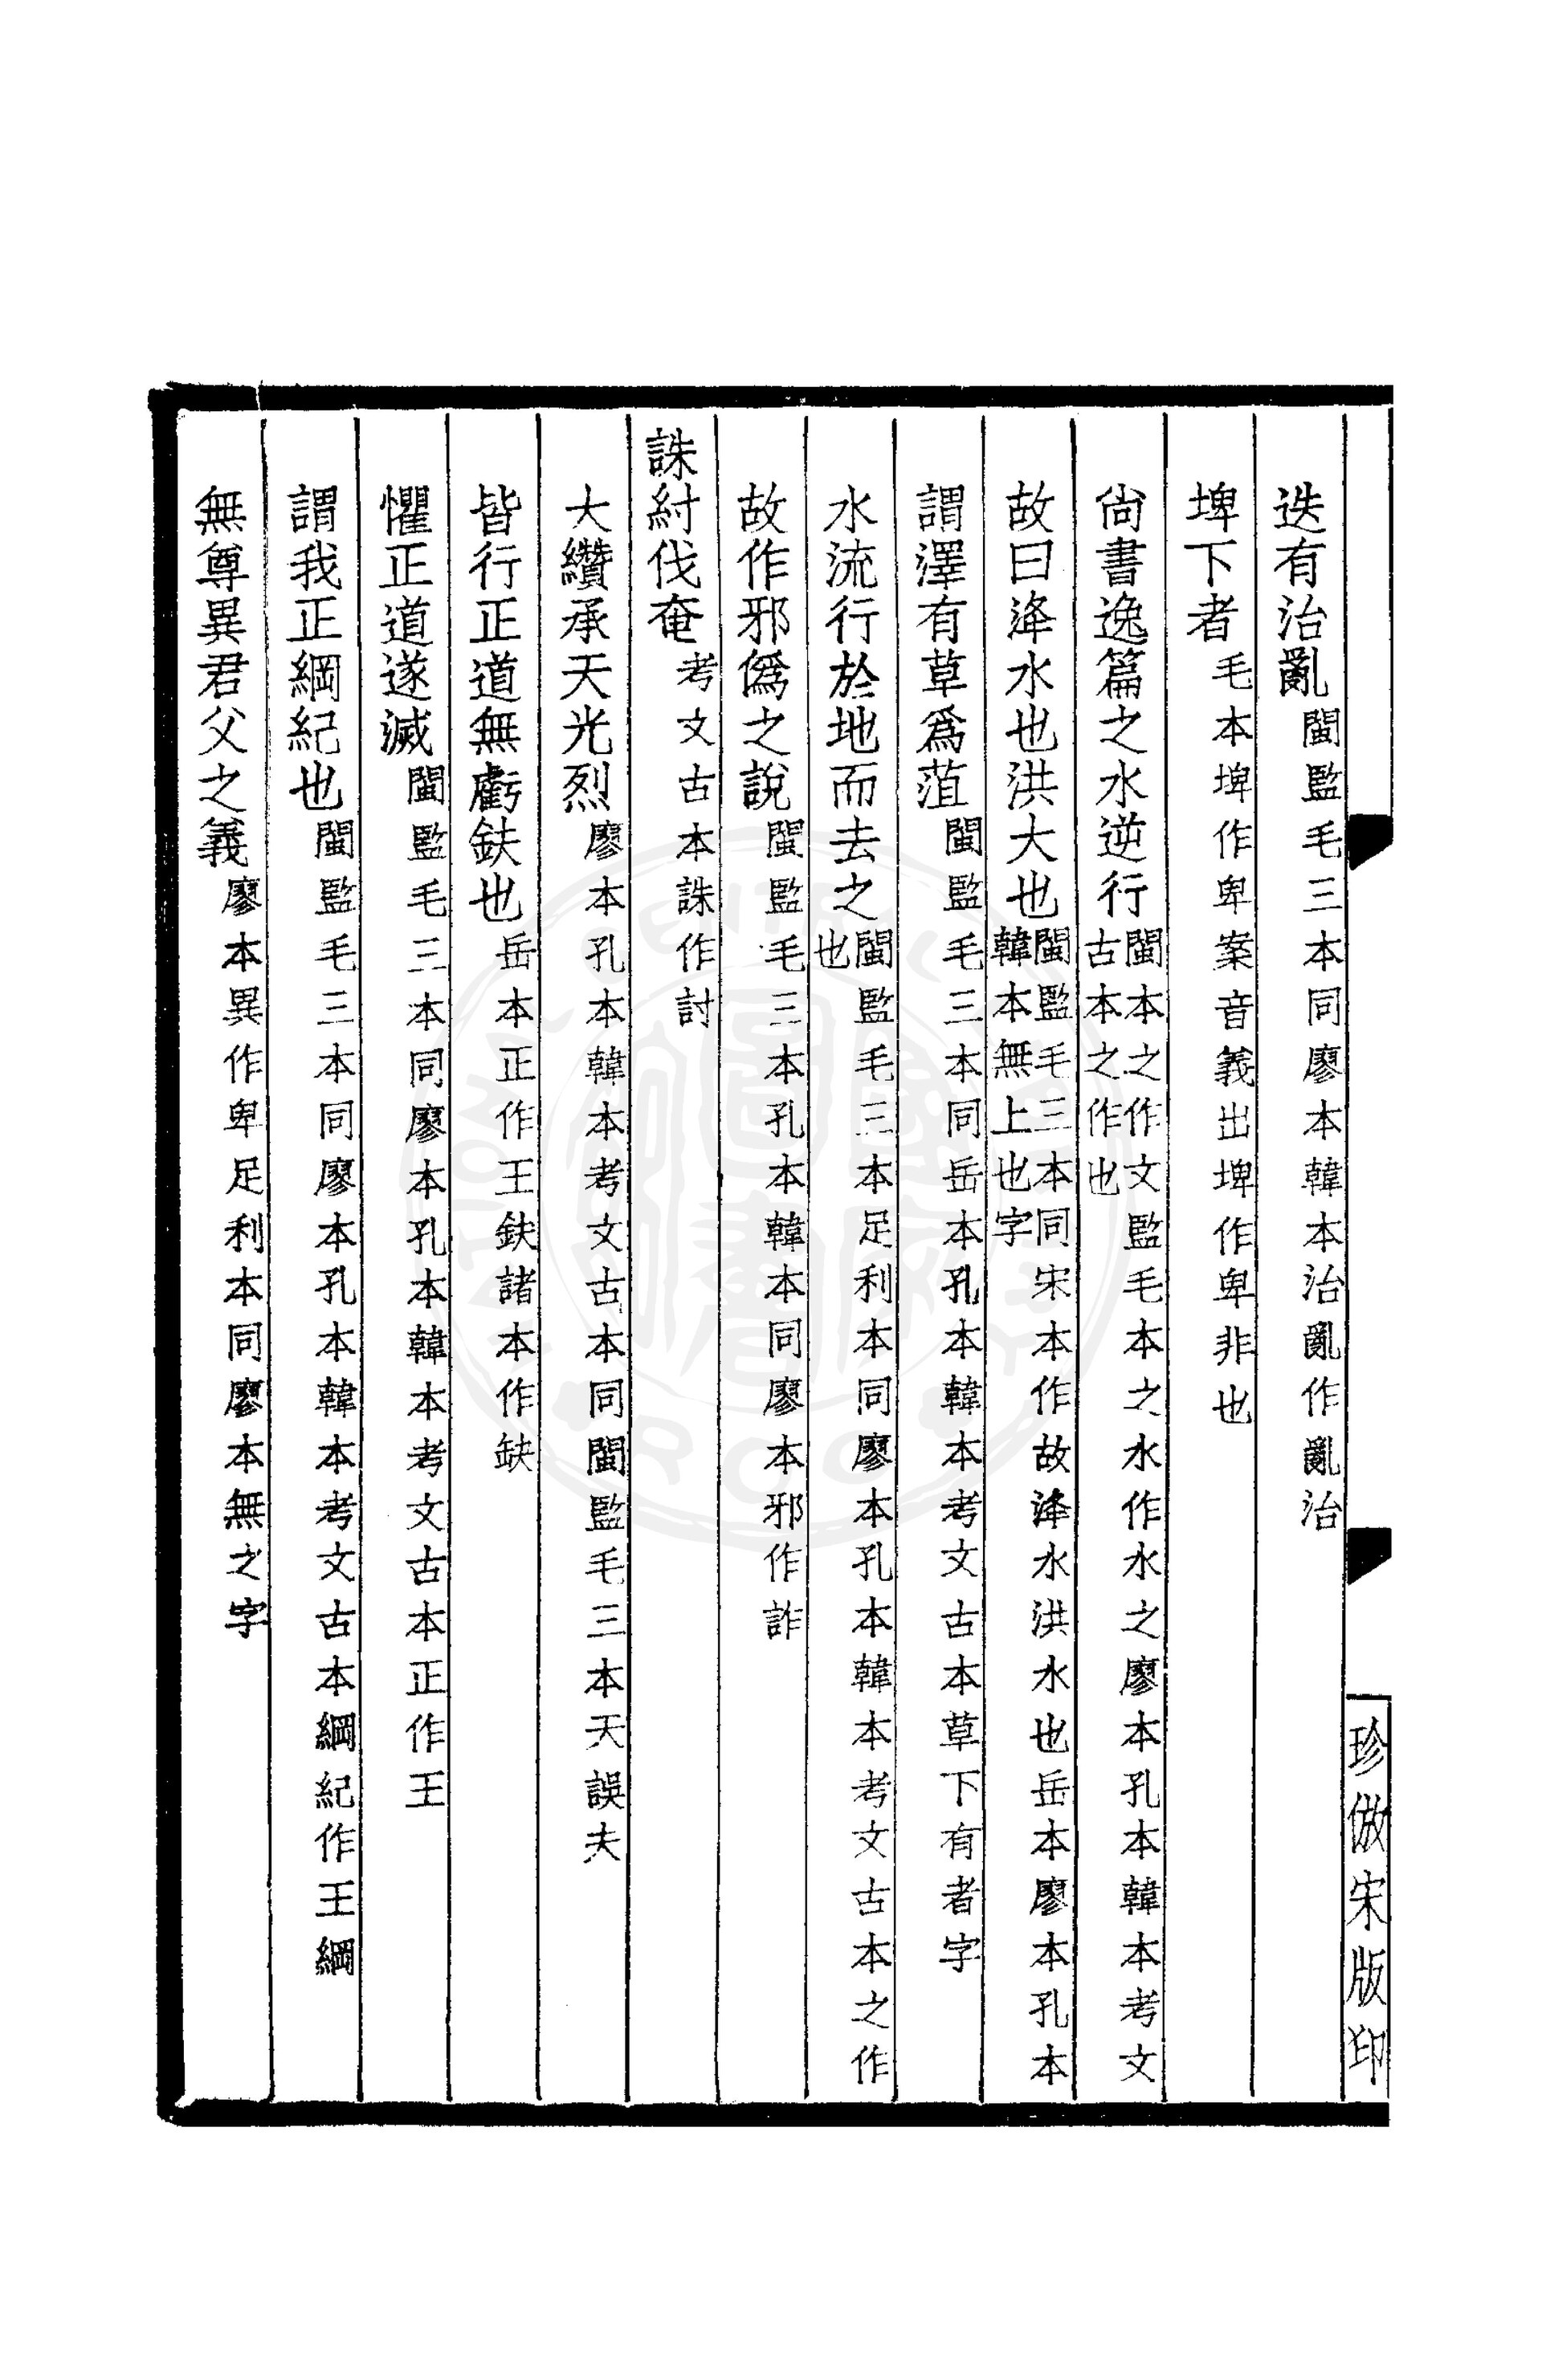 迭有治亂閩監毛三本同廖本韓本治亂作亂治
埤下者毛本埤作卑案音義出埤作卑非也
尚書逸篇之水逆行閩本之作文監毛本之水作水之廖本孔本韓本考文古本之作也
故曰洚水也洪大也閩監毛三本同宋本作故洚水洪水也岳本廖本孔本韓本無上也字
謂澤有草爲菹閩監毛三本同岳本孔本韓本考文古本草下有者字
水流行於地而去之閩監毛三本足利本同廖本孔本韓本考文古本之作也
故作邪僞之說閩監毛三本孔本韓本同廖本邪作詐
誅紂伐奄考文古本誅作討
大纘承天光烈廖本孔本韓本考文古本同閩監毛三本天誤夫
皆行正道無虧鈌也岳本正作王鈌諸本作缺
懼正道遂滅閩監毛三本同廖本孔本韓本考文古本正作王
謂我正綱紀也閩監毛三本同廖本孔本韓本考文古本綱紀作王綱
無尊異君父之義廖本異作卑足利本同廖本無之字
珍倣宋版印